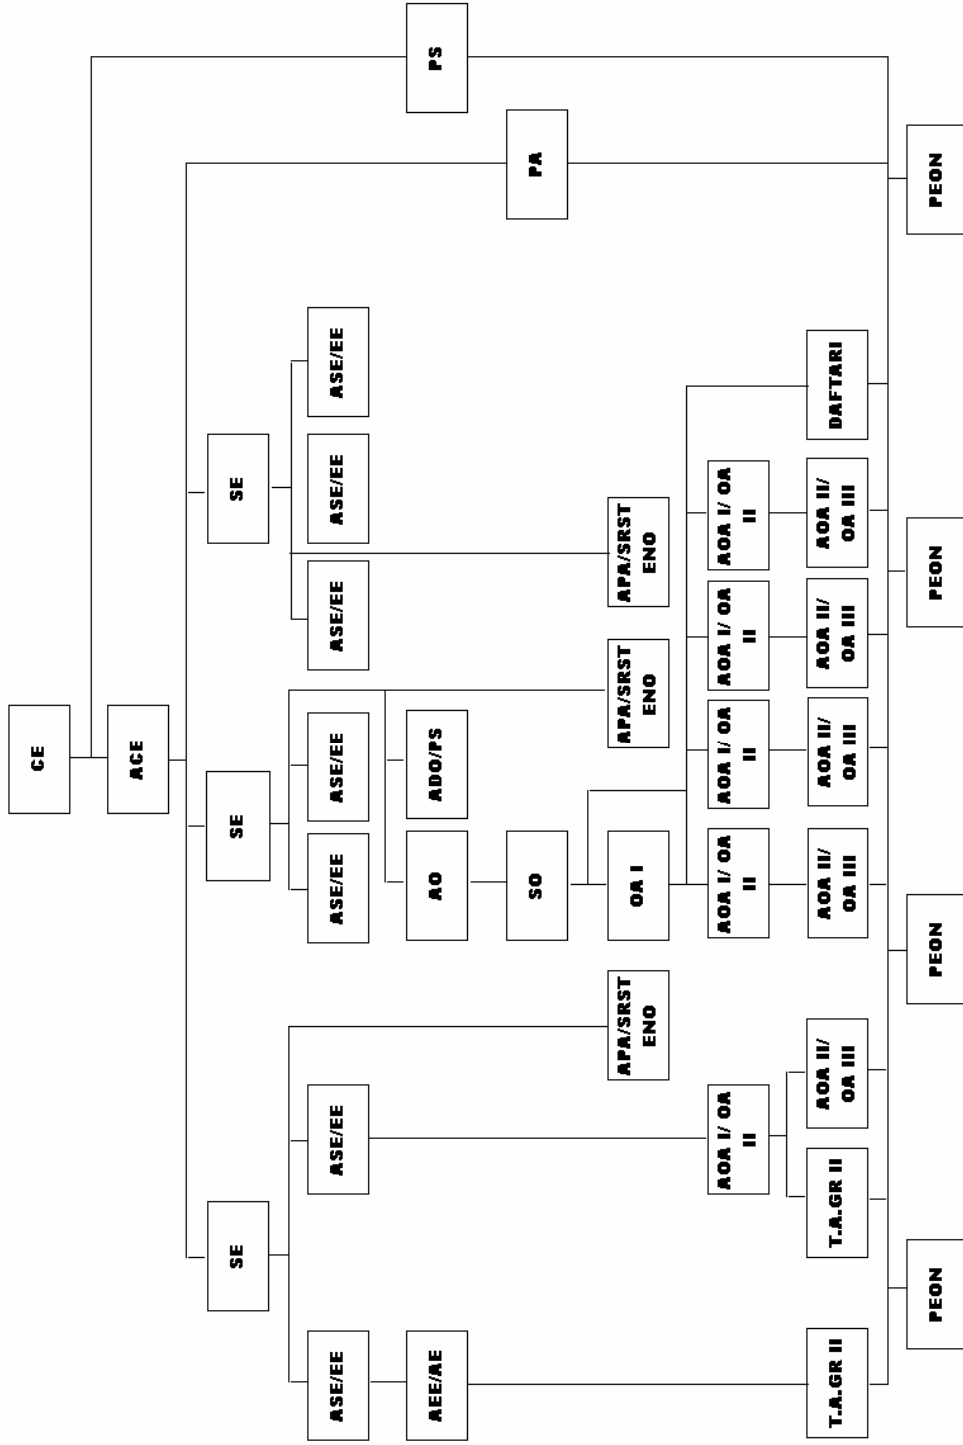 CE
ACE
SE
SE
SE
ASE/EE
ASE/EE
ASE/EE
ASE/EE
ASE/EE
ASE/EE
ASE/EE
AEE/AE
AO
ADO/PS
PS
SO
PA
APA/SRST
ENO
OA I
APA/SRST
ENO
APA/SRST
ENO
AOA I/ OA
II
AOA I/ OA
II
AOA I/ OA
II
AOA I/ OA
II
AOA I/ OA
II
T.A.GR II
T.A.GR II
AOA II/
OA III
AOA II/
OA III
AOA II/
OA III
AOA II/
OA III
AOA II/
OA III
DAFTARI
PEON
PEON
PEON
PEON